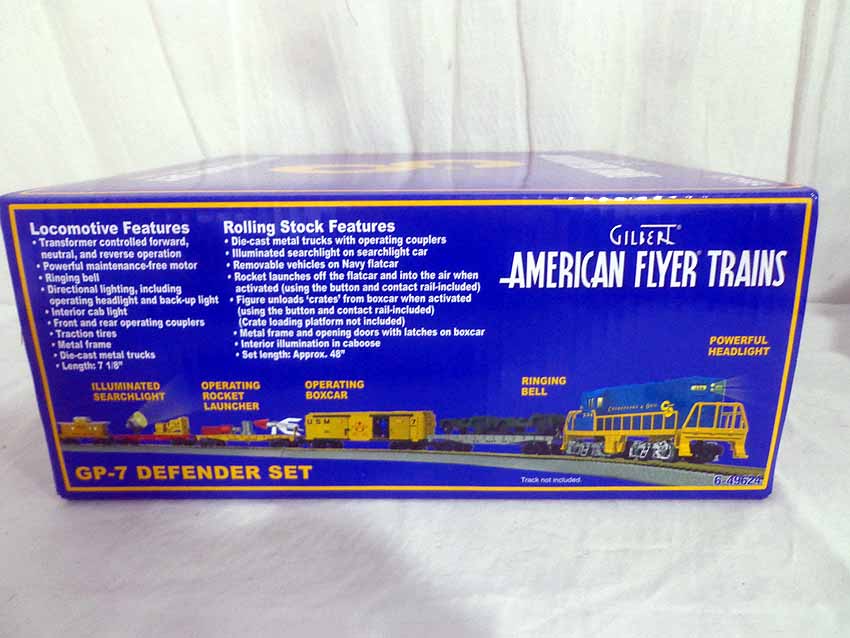 Locomotive Features
• Transformer controlled forward,
neutral, and reverse operation
• Powerful maintenance-free motor
• Ringing bell
• Directional lighting, including
operating headlight and back-up light
• Interior cab light
• Front and rear operating couplers
• Traction tires
• Metal frame
• Die-cast metal trucks
• Length: 7 1/8"
Rolling Stock Features
• Die-cast metal trucks with operating couplers
• Illuminated searchlight on searchlight car
• Removable vehicles on Navy flatcar
• Rocket launches off the flatcar and into the air when
activated (using the button and contact rail-included)
• Figure unloads 'crates' from boxcar when activated
(using the button and contact rail-included)
(Crate loading platform not included)
• Metal frame and opening doors with latches on boxcar
• Interior illumination in caboose
• Set length: Approx. 48"
GILBERT®
AMERICAN FLYER® TRAINS
POWERFUL
HEADLIGHT
ILLUMINATED
SEARCHLIGHT
OPERATING
ROCKET
LAUNCHER
OPERATING
BOXCAR
RINGING
BELL
USM
7
CHESAPEAKE & OHIO
GP-7 DEFENDER SET
Track not included.
6-49624